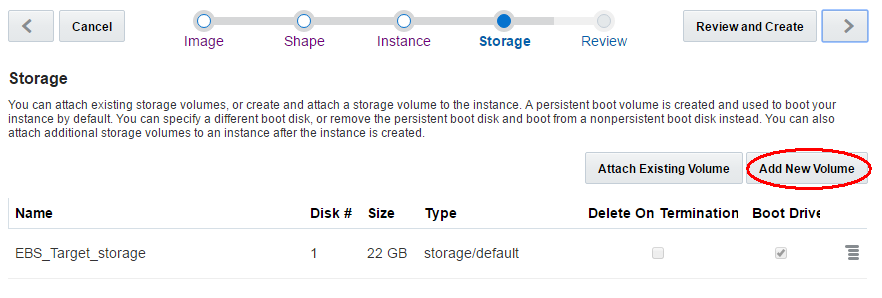 Cancel
Image
Shape
Instance
Storage
Review
Review and Create
Storage
You can attach existing storage volumes, or create and attach a storage volume to the instance. A persistent boot volume is created and used to boot your
instance by default. You can specify a different boot disk, or remove the persistent boot disk and boot from a nonpersistent boot disk instead. You can also
attach additional storage volumes to an instance after the instance is created.
Attach Existing Volume
Add New Volume
Name Disk # Size Type Delete On Termination Boot Drive
EBS_Target_storage 1 22 GB storage/default